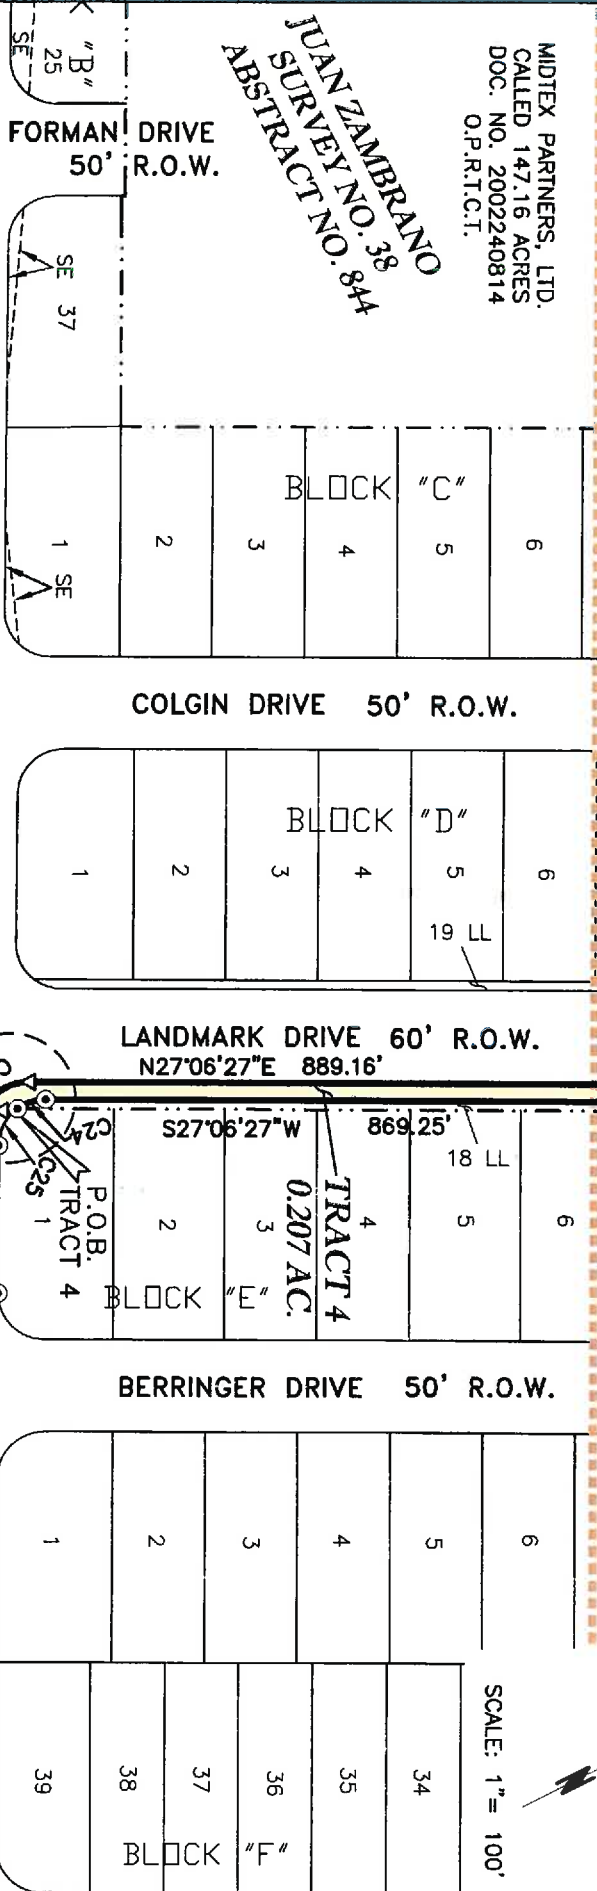 MIDTEX PARTNERS, LTD.
CALLED 147.16 ACRES
DOC. NO. 2002240814
O.P.R.T.C.T.
JUAN ZAMBRANO
SURVEY NO. 38
ABSTRACT NO. 844
"B"
25
SE
FORMAN DRIVE
50' R.O.W.
SE
37
BLOCK "C"
1
2
3
4
5
6
SE
COLGIN DRIVE 50' R.O.W.
BLOCK "D"
1
2
3
4
5
6
19 LL
LANDMARK DRIVE 60' R.O.W.
N27°06'27"E 889.16'
S27°06'27"W 869.25'
18 LL
C24
C25
P.O.B.
TRACT 4
TRACT 4
0.207 AC.
1
2
3
4
5
6
BLOCK "E"
BERRINGER DRIVE 50' R.O.W.
1
2
3
4
5
6
SCALE: 1"= 100'
39
38
37
36
35
34
BLOCK "F"